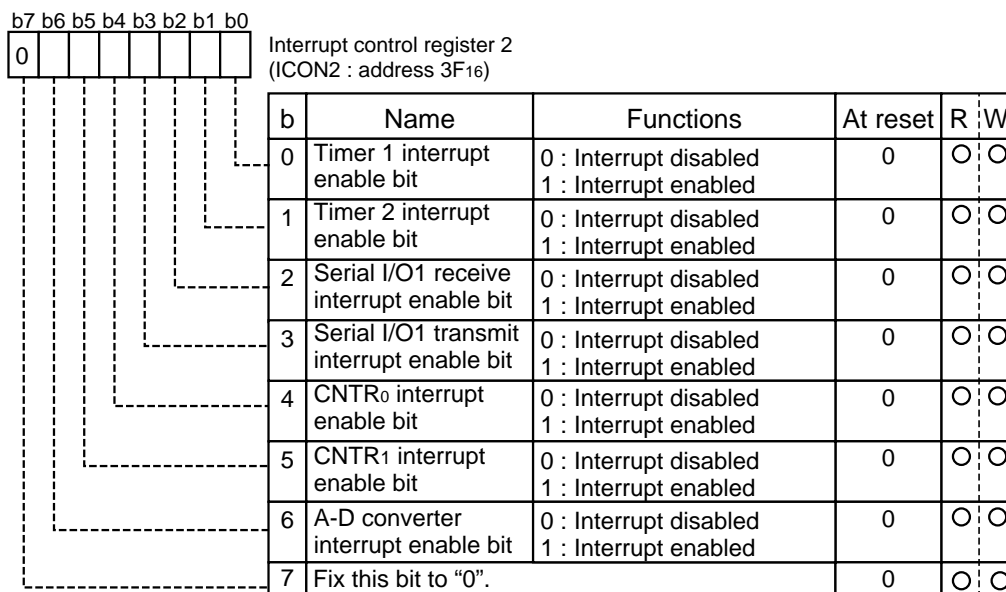 b7 b6 b5 b4 b3 b2 b1 b0
0
Interrupt control register 2
(ICON2 : address 3F16)
b Name Functions At reset R W
0 Timer 1 interrupt enable bit 0 : Interrupt disabled 0 ○ ○
1 : Interrupt enabled
1 Timer 2 interrupt enable bit 0 : Interrupt disabled 0 ○ ○
1 : Interrupt enabled
2 Serial I/O1 receive interrupt enable bit 0 : Interrupt disabled 0 ○ ○
1 : Interrupt enabled
3 Serial I/O1 transmit interrupt enable bit 0 : Interrupt disabled 0 ○ ○
1 : Interrupt enabled
4 CNTR0 interrupt enable bit 0 : Interrupt disabled 0 ○ ○
1 : Interrupt enabled
5 CNTR1 interrupt enable bit 0 : Interrupt disabled 0 ○ ○
1 : Interrupt enabled
6 A-D converter interrupt enable bit 0 : Interrupt disabled 0 ○ ○
1 : Interrupt enabled
7 Fix this bit to “0”. 0 ○ ○